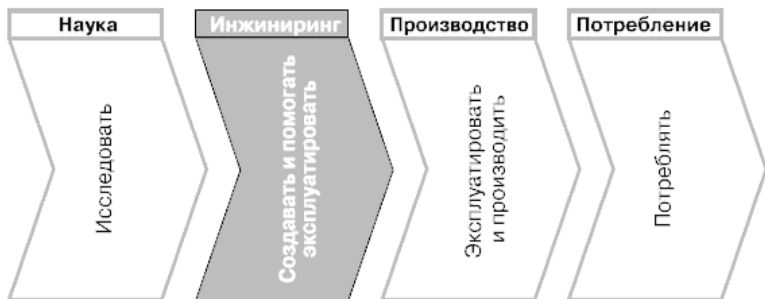 Наука
Инжиниринг
Производство
Потребление
Исследовать
Создавать и помогать
эксплуатировать
Эксплуатировать
и производить
Потреблять